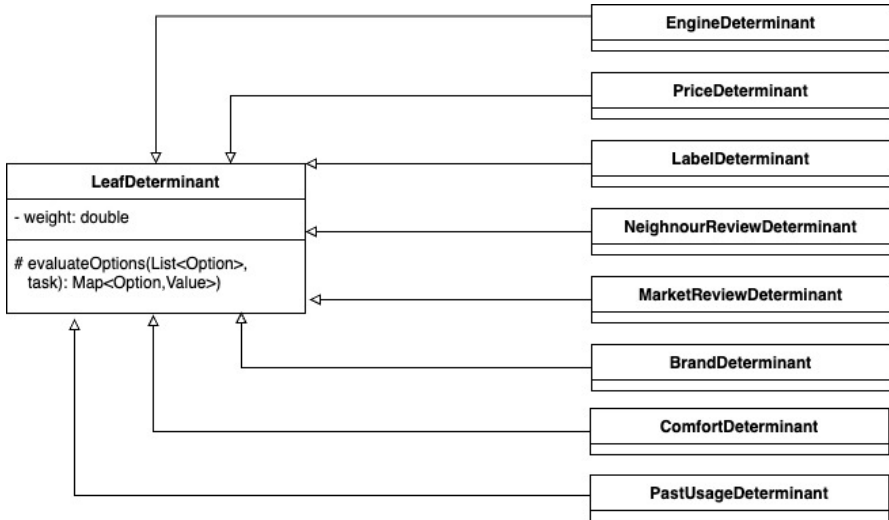 EngineDeterminant
PriceDeterminant
LabelDeterminant
LeafDeterminant
- weight: double
# evaluateOptions(List<Option>,
task): Map<Option,Value>)
NeighnourReviewDeterminant
MarketReviewDeterminant
BrandDeterminant
ComfortDeterminant
PastUsageDeterminant